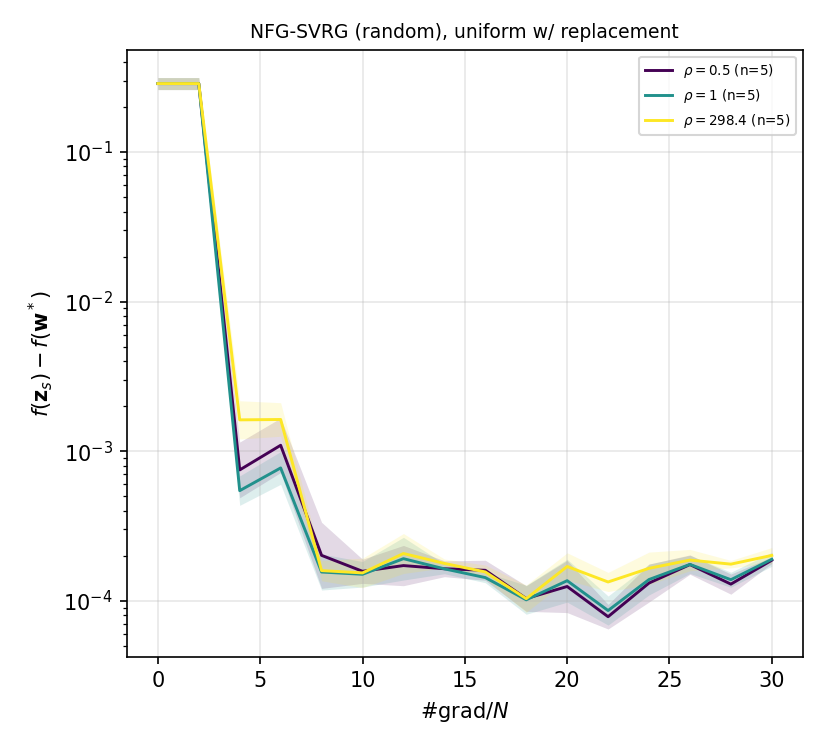 NFG-SVRG (random), uniform w/ replacement
ρ = 0.5 (n=5)
ρ = 1 (n=5)
ρ = 298.4 (n=5)
10⁻¹
10⁻²
10⁻³
10⁻⁴
f(𝐳ₛ) − f(𝐰*)
0 5 10 15 20 25 30
#grad/N